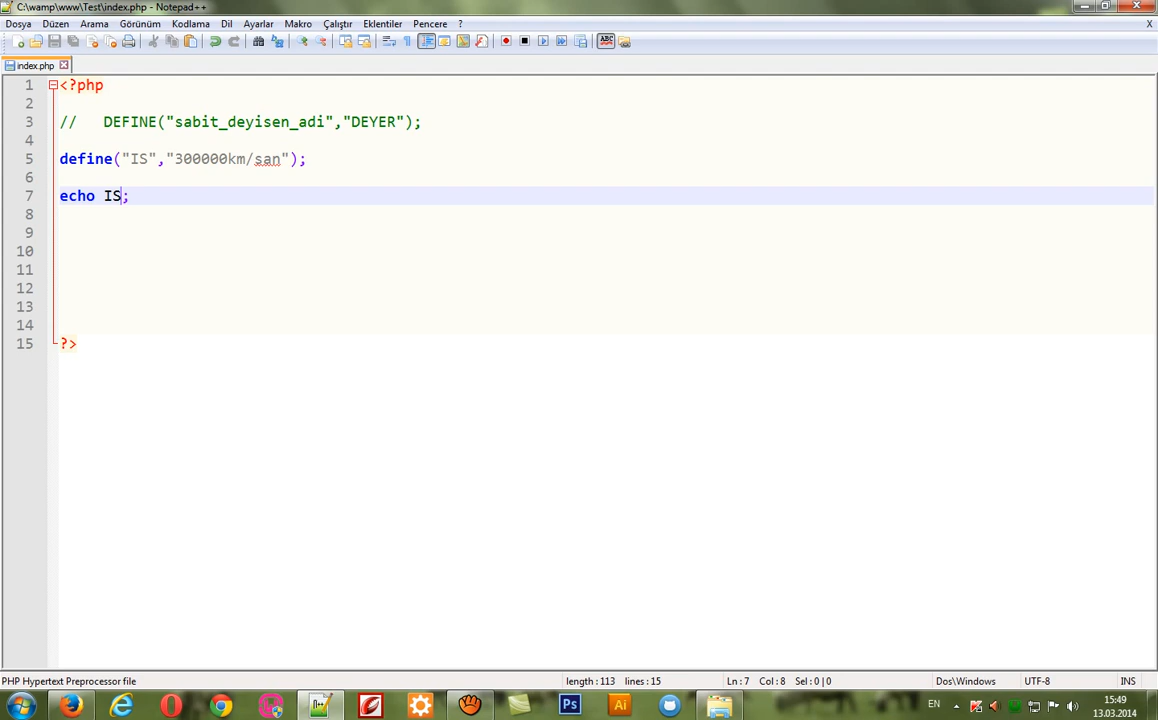 C:\wamp\www\Test\index.php - Notepad++
Dosya Düzen Arama Görünüm Kodlama Dil Ayarlar Makro Çalıştır Eklentiler Pencere ? X
index.php
1 <?php
2
3 // DEFINE("sabit_deyisen_adi","DEYER");
4
5 define("IS","300000km/san");
6
7 echo IS;
8
9
10
11
12
13
14
15 ?>
PHP Hypertext Preprocessor file length : 113 lines : 15 Ln : 7 Col : 8 Sel : 0 | 0 Dos\Windows UTF-8 INS
Ps Ai EN 15:49
13.03.2014